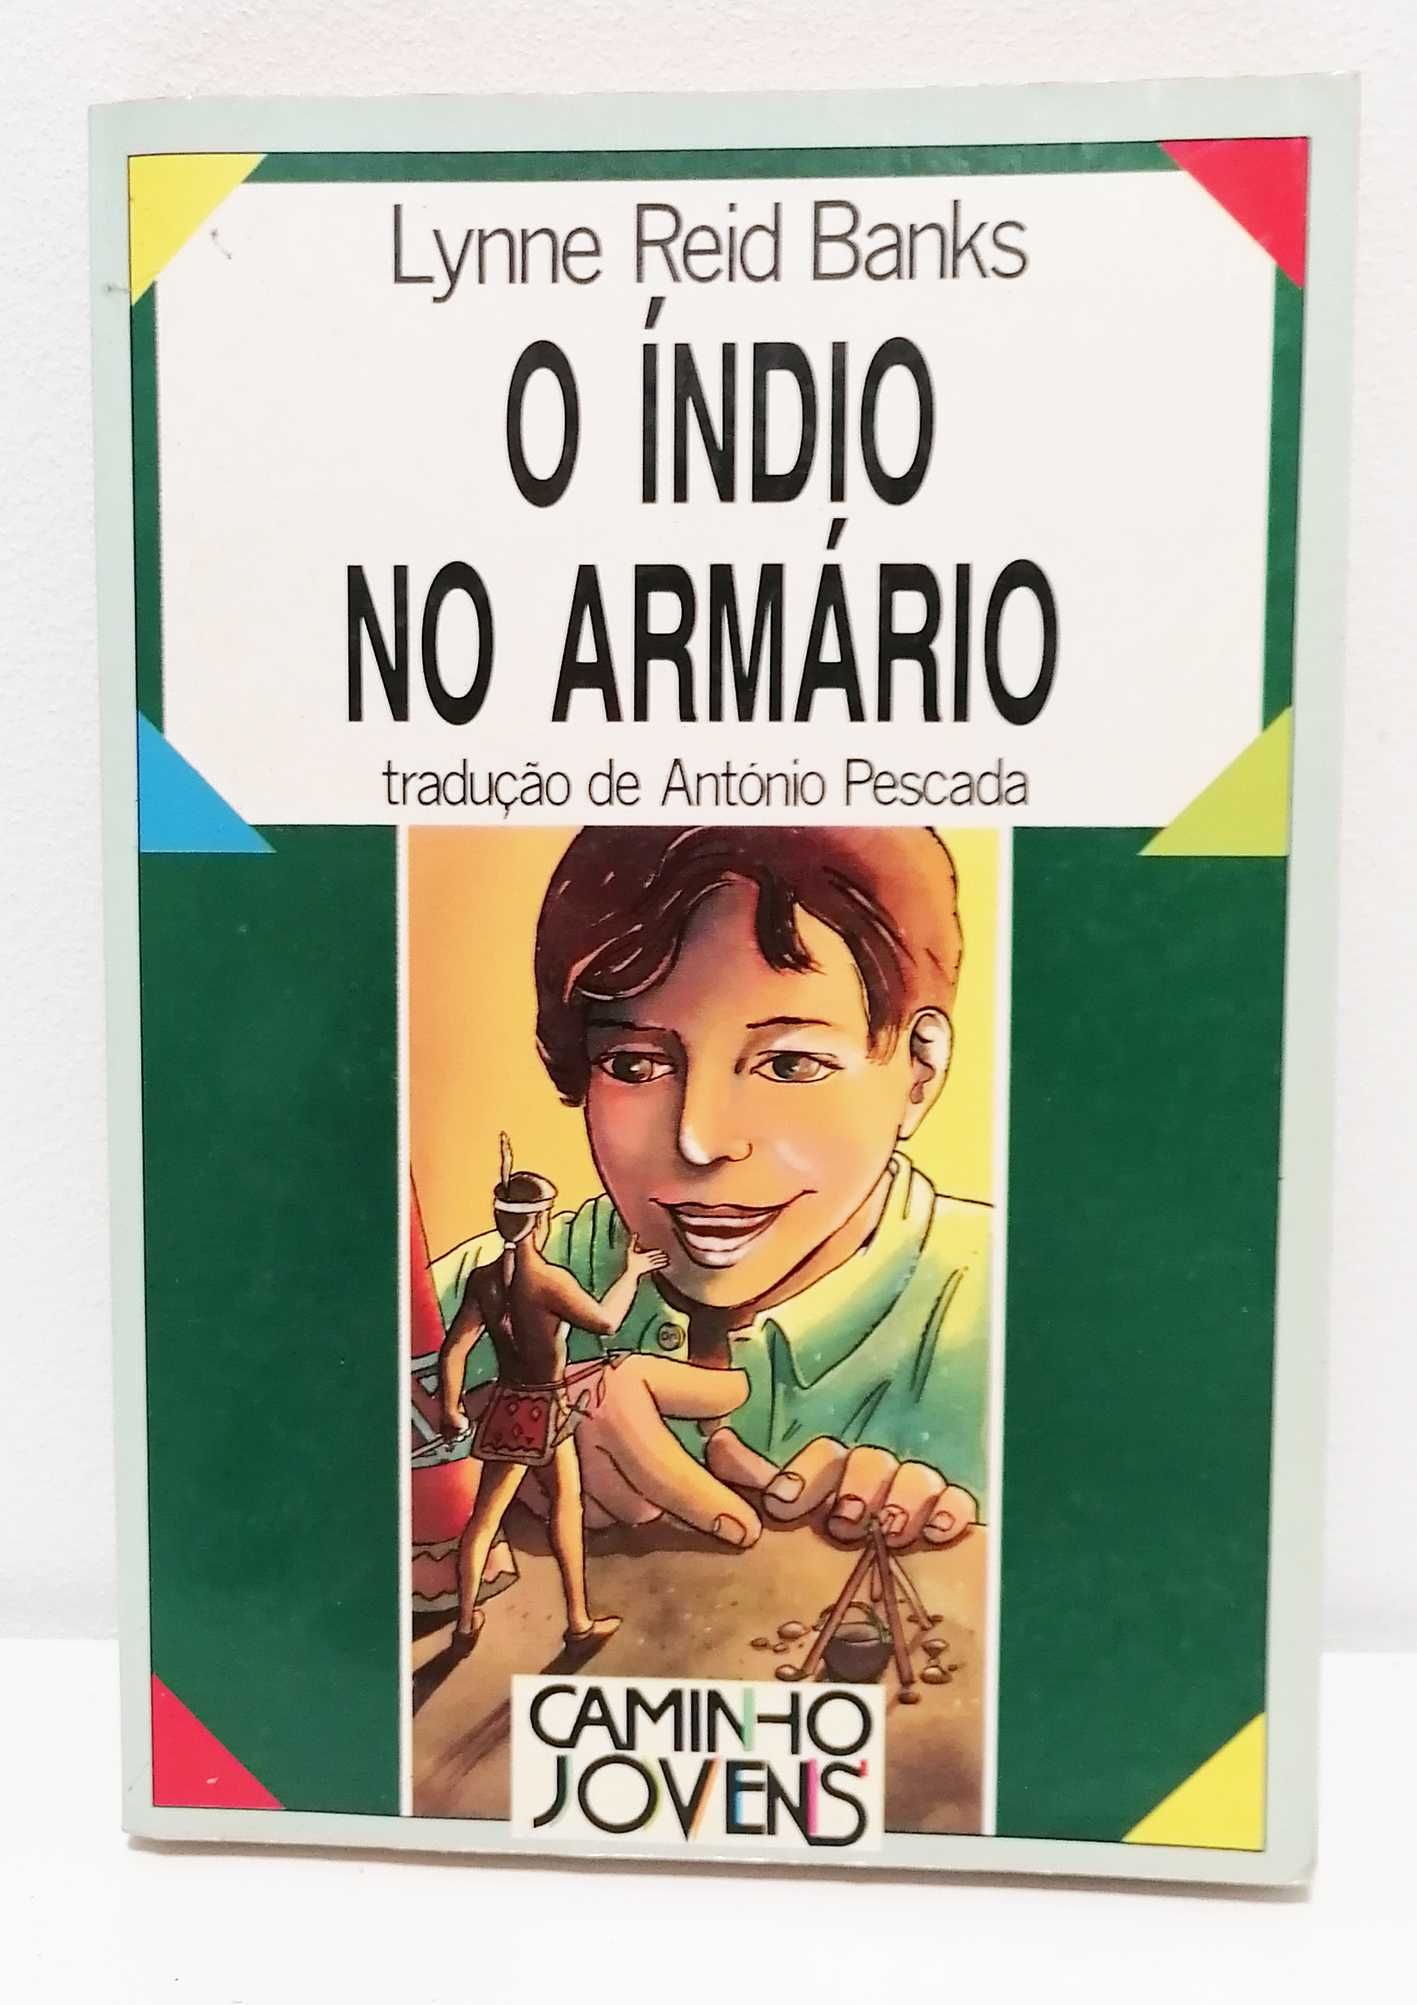 Lynne Reid Banks
O ÍNDIO
NO ARMÁRIO
tradução de António Pescada
CAMINHO
JOVENS